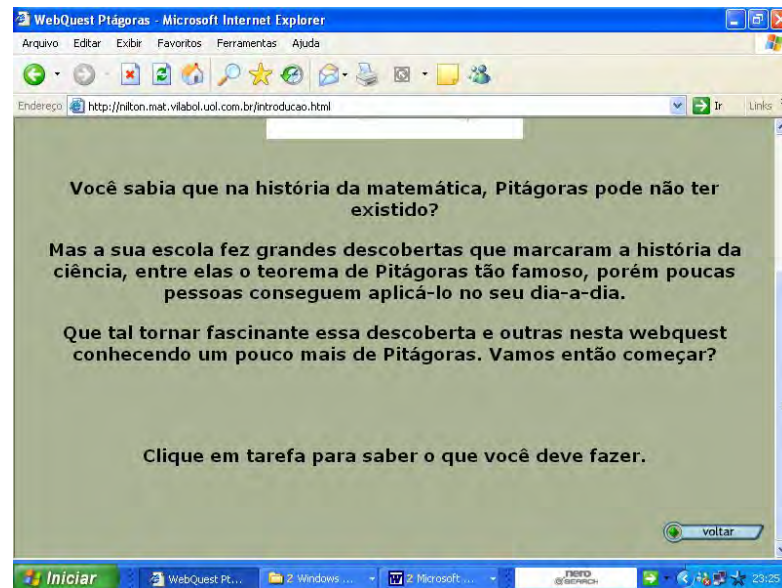 WebQuest Ptágoras - Microsoft Internet Explorer
Arquivo Editar Exibir Favoritos Ferramentas Ajuda
Endereço http://nilton.mat.vilabol.uol.com.br/introducao.html Ir Links
Você sabia que na história da matemática, Pitágoras pode não ter
existido?
Mas a sua escola fez grandes descobertas que marcaram a história da
ciência, entre elas o teorema de Pitágoras tão famoso, porém poucas
pessoas conseguem aplicá-lo no seu dia-a-dia.
Que tal tornar fascinante essa descoberta e outras nesta webquest
conhecendo um pouco mais de Pitágoras. Vamos então começar?
Clique em tarefa para saber o que você deve fazer.
voltar
Iniciar WebQuest Pt... 2 Windows ... 2 Microsoft ... nero SEARCH